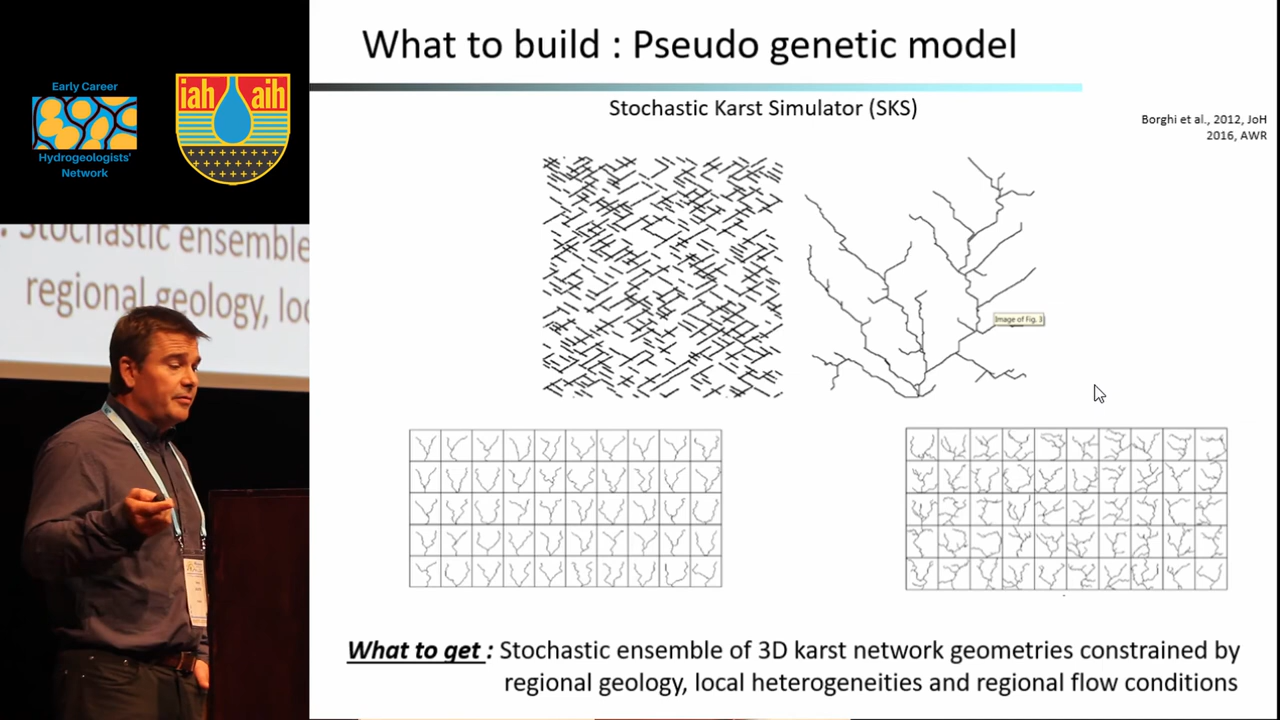 What to build : Pseudo genetic model
Early Career
iah aih
Hydrogeologists'
Network
Stochastic Karst Simulator (SKS)
Borghi et al., 2012, JoH
2016, AWR
Stochastic ensemble
regional geology, loc
Image of Fig. 3
What to get : Stochastic ensemble of 3D karst network geometries constrained by
regional geology, local heterogeneities and regional flow conditions